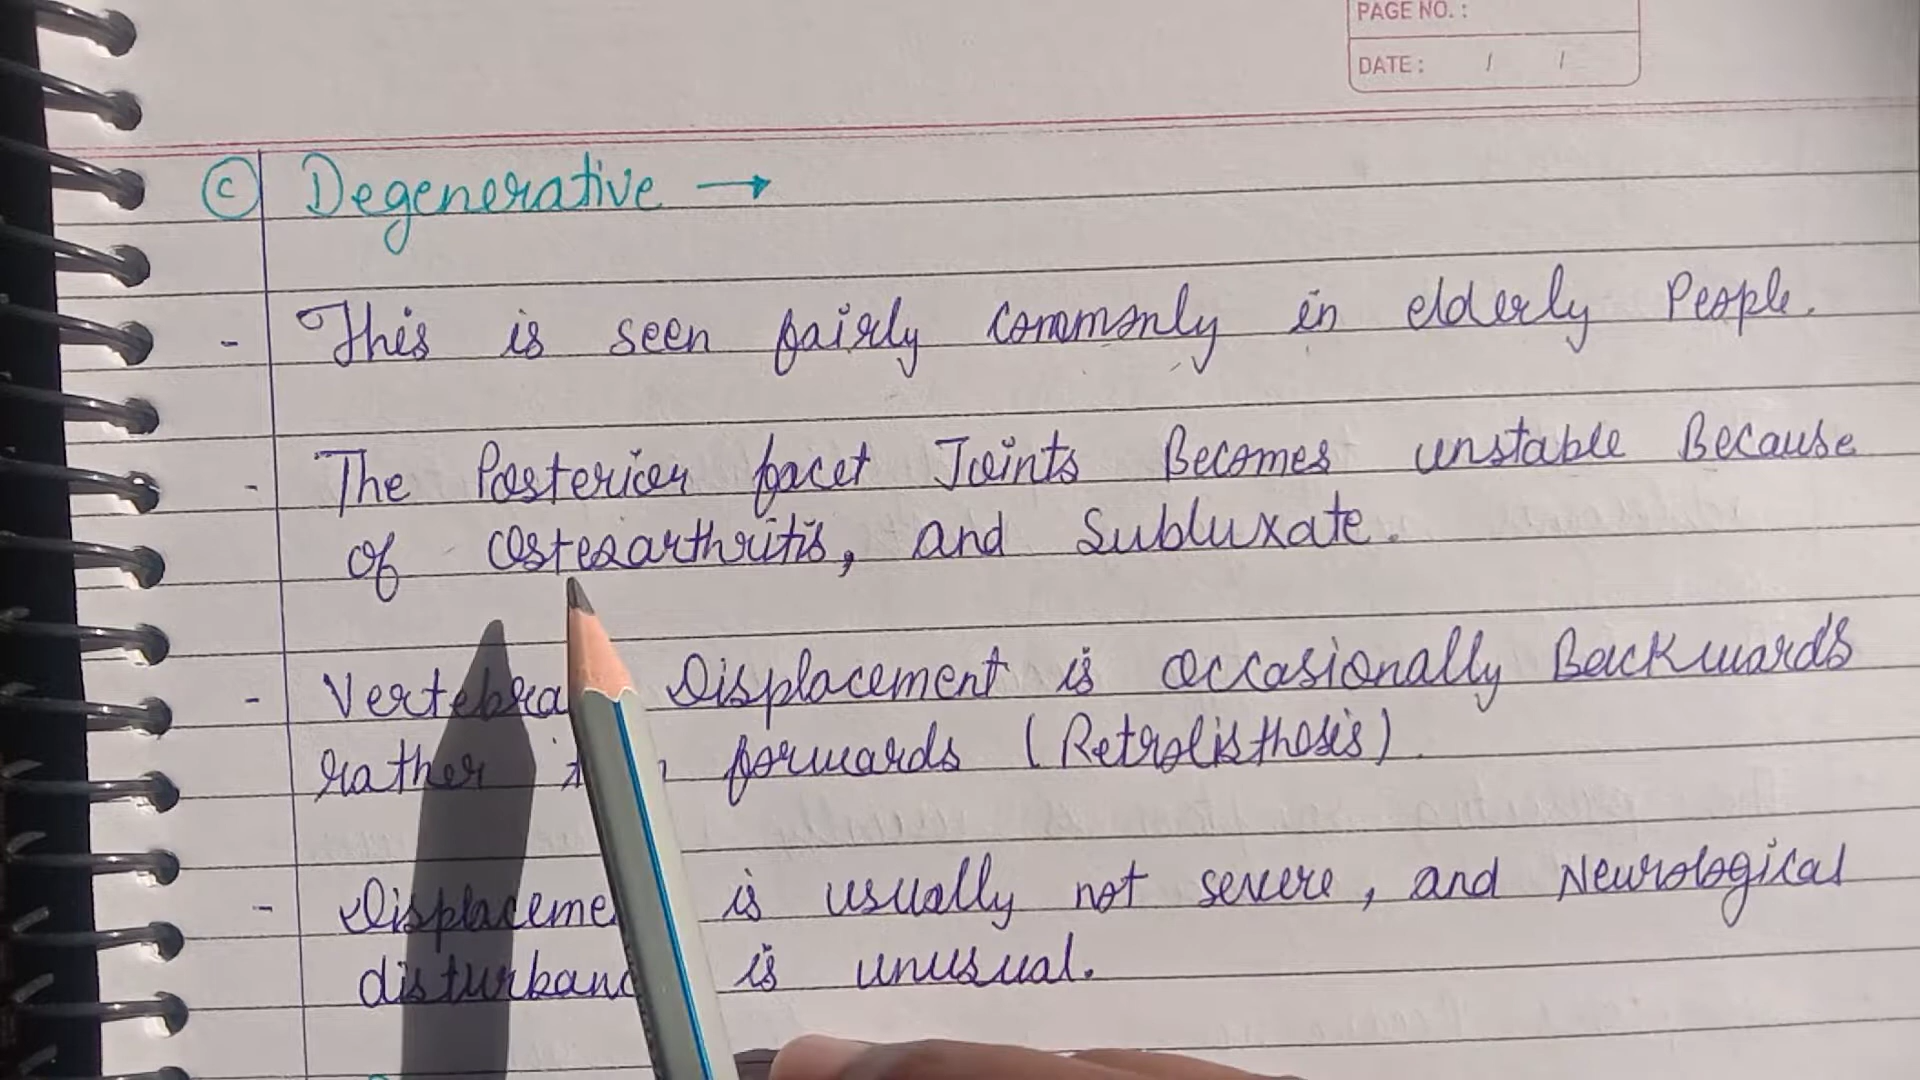 PAGE NO. :
DATE : / /
Ⓒ Degenerative →
- This is seen fairly commonly in elderly People.
- The Posterior facet Joints Becomes unstable Because
of Osteoarthritis, and Subluxate.
- Vertebra Displacement is occasionally Backwards
rather forwards (Retrolisthesis).
- is usually not severe, and Neurological
is unusual.